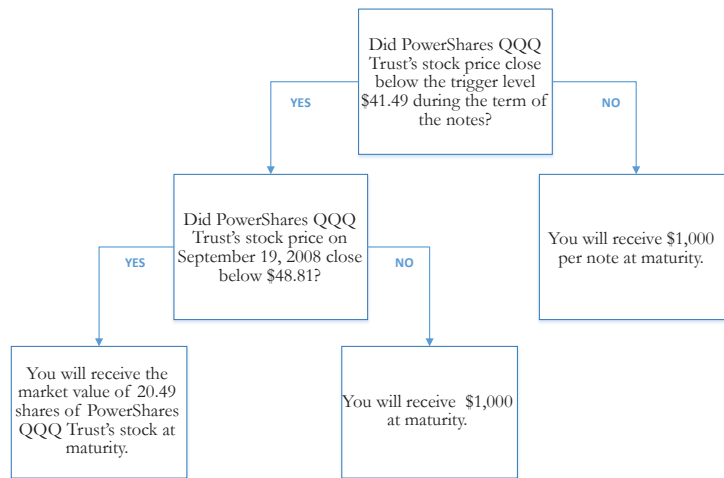 Did PowerShares QQQ
Trust's stock price close
below the trigger level
$41.49 during the term of
the notes?
YES
NO
Did PowerShares QQQ
Trust's stock price on
September 19, 2008 close
below $48.81?
You will receive $1,000
per note at maturity.
YES
NO
You will receive the
market value of 20.49
shares of PowerShares
QQQ Trust's stock at
maturity.
You will receive $1,000
at maturity.